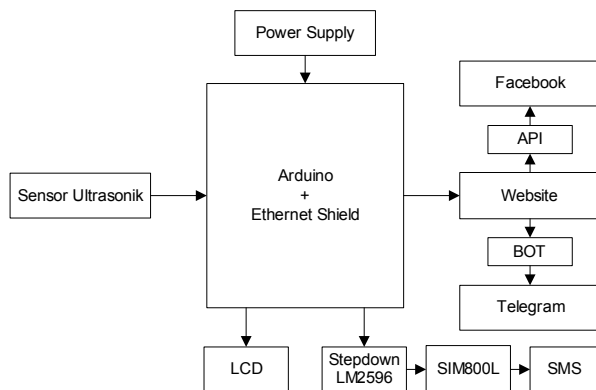 Power Supply
Facebook
API
Sensor Ultrasonik
Arduino
+
Ethernet Shield
Website
BOT
Telegram
LCD
Stepdown
LM2596
SIM800L
SMS